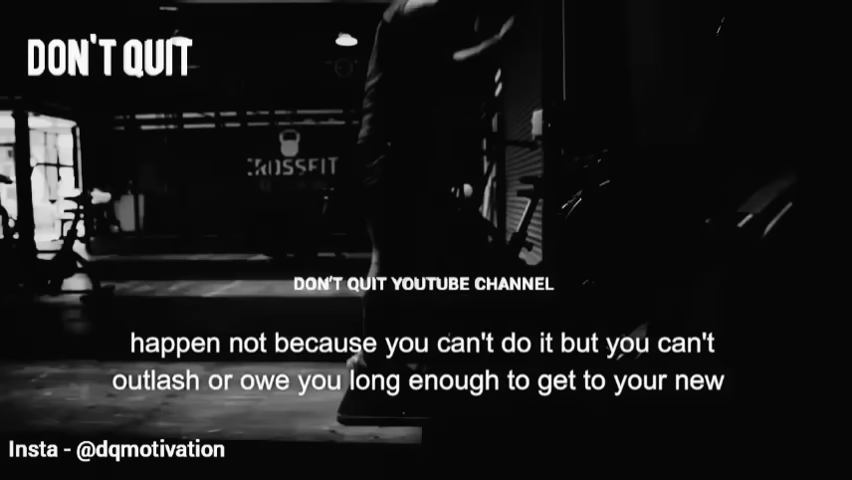 DON'T QUIT
CROSSFIT
DON'T QUIT YOUTUBE CHANNEL
happen not because you can't do it but you can't
outlash or owe you long enough to get to your new
Insta - @dqmotivation